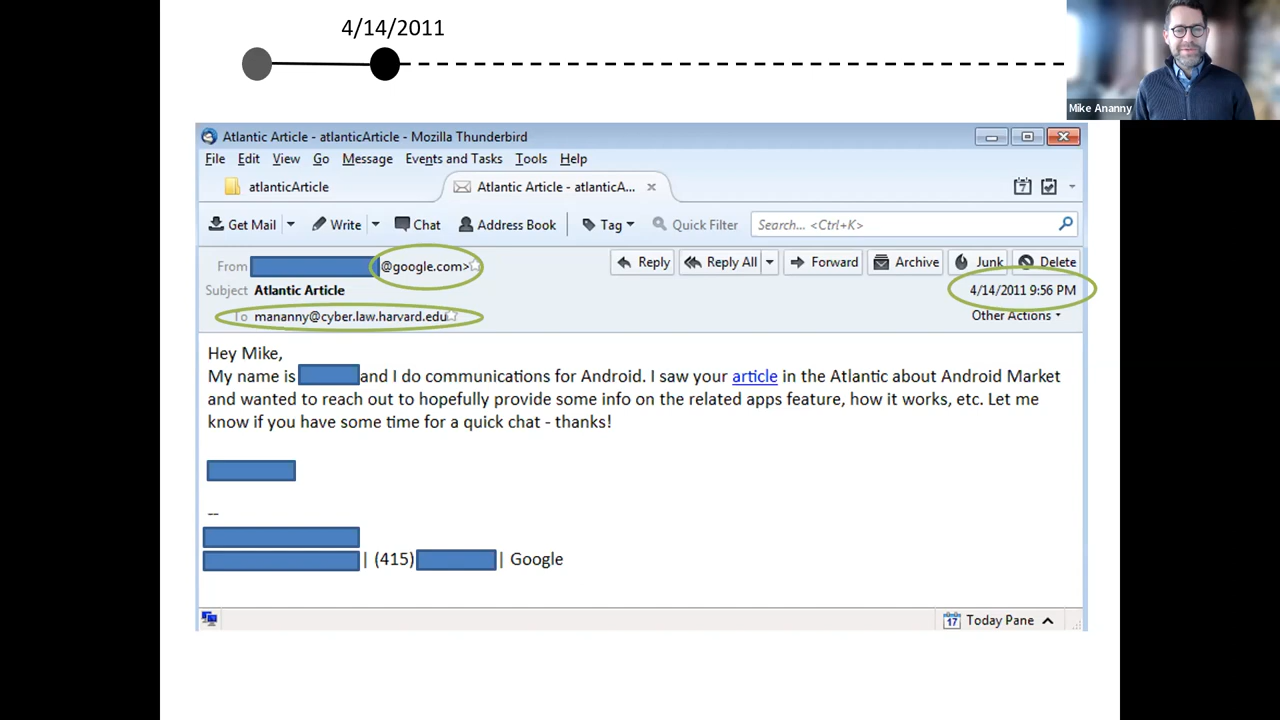 4/14/2011
Mike Ananny
Atlantic Article - atlanticArticle - Mozilla Thunderbird
File Edit View Go Message Events and Tasks Tools Help
atlanticArticle Atlantic Article - atlanticA...
7
Get Mail Write Chat Address Book Tag Quick Filter Search... <Ctrl+K>
From @google.com> Reply Reply All Forward Archive Junk Delete
Subject Atlantic Article 4/14/2011 9:56 PM
To mananny@cyber.law.harvard.edu Other Actions
Hey Mike,
My name is and I do communications for Android. I saw your article in the Atlantic about Android Market
and wanted to reach out to hopefully provide some info on the related apps feature, how it works, etc. Let me
know if you have some time for a quick chat - thanks!
--
| (415) | Google
17 Today Pane